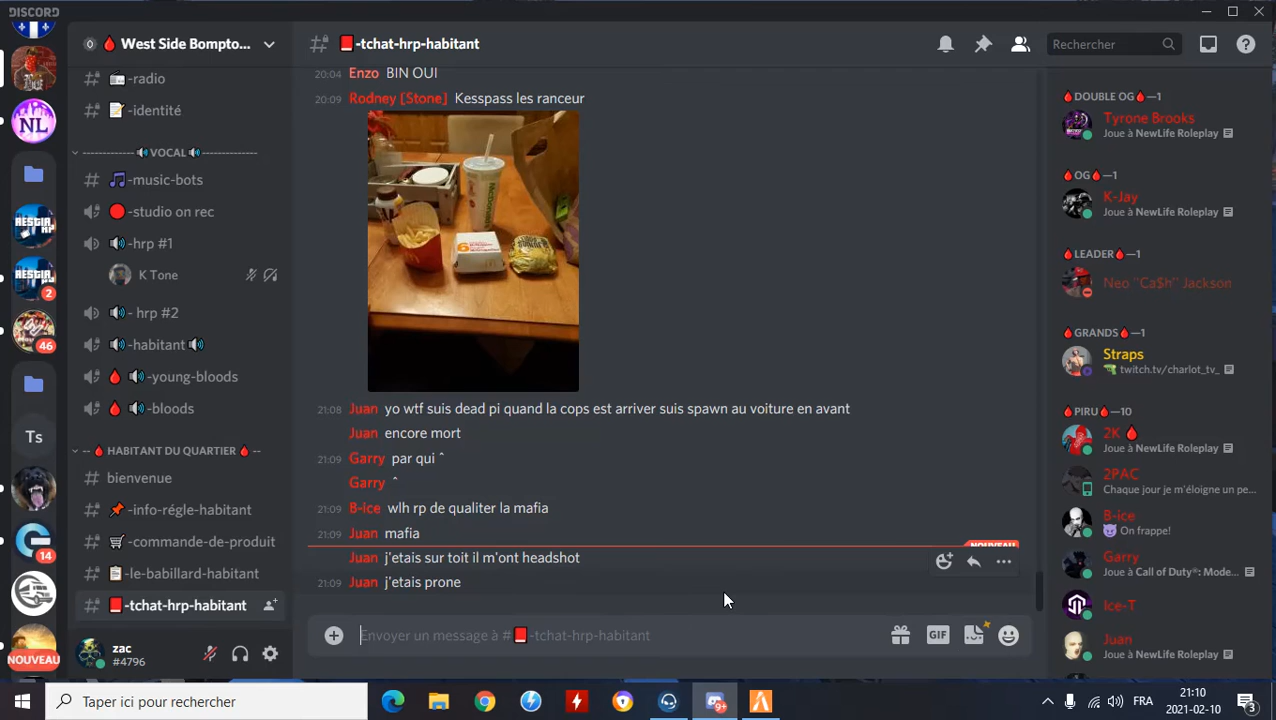 DISCORD
West Side Bompto...
-tchat-hrp-habitant
Rechercher
-radio
-identité
------------- VOCAL --------------
-music-bots
-studio on rec
-hrp #1
K Tone
- hrp #2
-habitant
-young-bloods
-bloods
-- HABITANT DU QUARTIER --
bienvenue
-info-régle-habitant
-commande-de-produit
-le-babillard-habitant
-tchat-hrp-habitant
NL
2
46
Ts
14
NOUVEAU
zac
#4796
20:04 Enzo BIN OUI
20:09 Rodney [Stone] Kesspass les ranceur
21:08 Juan yo wtf suis dead pi quand la cops est arriver suis spawn au voiture en avant
Juan encore mort
21:09 Garry par qui ˆ
Garry ˆ
21:09 B-ice wlh rp de qualiter la mafia
21:09 Juan mafia
NOUVEAU
Juan j'etais sur toit il m'ont headshot
21:09 Juan j'etais prone
Envoyer un message à # -tchat-hrp-habitant
GIF
DOUBLE OG —1
Tyrone Brooks
Joue à NewLife Roleplay
OG —1
K-Jay
Joue à NewLife Roleplay
LEADER —1
Neo "Ca$h" Jackson
GRANDS —1
Straps
twitch.tv/charlot_tv_
PIRU —10
2K
Joue à NewLife Roleplay
2PAC
Chaque jour je m'éloigne un pe...
B-ice
On frappe!
Garry
Joue à Call of Duty®: Mode...
Ice-T
Juan
Joue à NewLife Roleplay
Taper ici pour rechercher
9+
FRA
21:10
2021-02-10
3